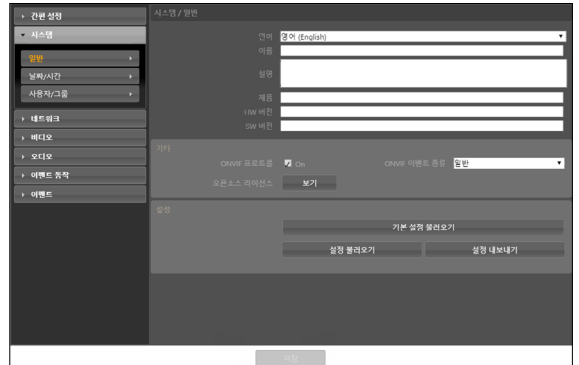 간편 설정
시스템
일반
날짜/시간
사용자/그룹
네트워크
비디오
오디오
이벤트 동작
이벤트
시스템 / 일반
언어 영어 (English)
이름
설명
제품
HW 버전
SW 버전
기타
ONVIF 프로토콜 On ONVIF 이벤트 종류 일반
오픈소스 라이선스 보기
설정
기본 설정 불러오기
설정 불러오기 설정 내보내기